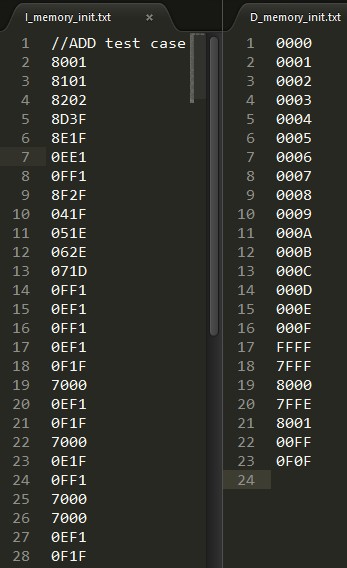 I_memory_init.txt ×
1 //ADD test case
2 8001
3 8101
4 8202
5 8D3F
6 8E1F
7 0EE1
8 0FF1
9 8F2F
10 041F
11 051E
12 062E
13 071D
14 0FF1
15 0EF1
16 0FF1
17 0EF1
18 0F1F
19 7000
20 0EF1
21 0F1F
22 7000
23 0E1F
24 0FF1
25 7000
26 7000
27 0EF1
28 0F1F
D_memory_init.txt
1 0000
2 0001
3 0002
4 0003
5 0004
6 0005
7 0006
8 0007
9 0008
10 0009
11 000A
12 000B
13 000C
14 000D
15 000E
16 000F
17 FFFF
18 7FFF
19 8000
20 7FFE
21 8001
22 00FF
23 0F0F
24